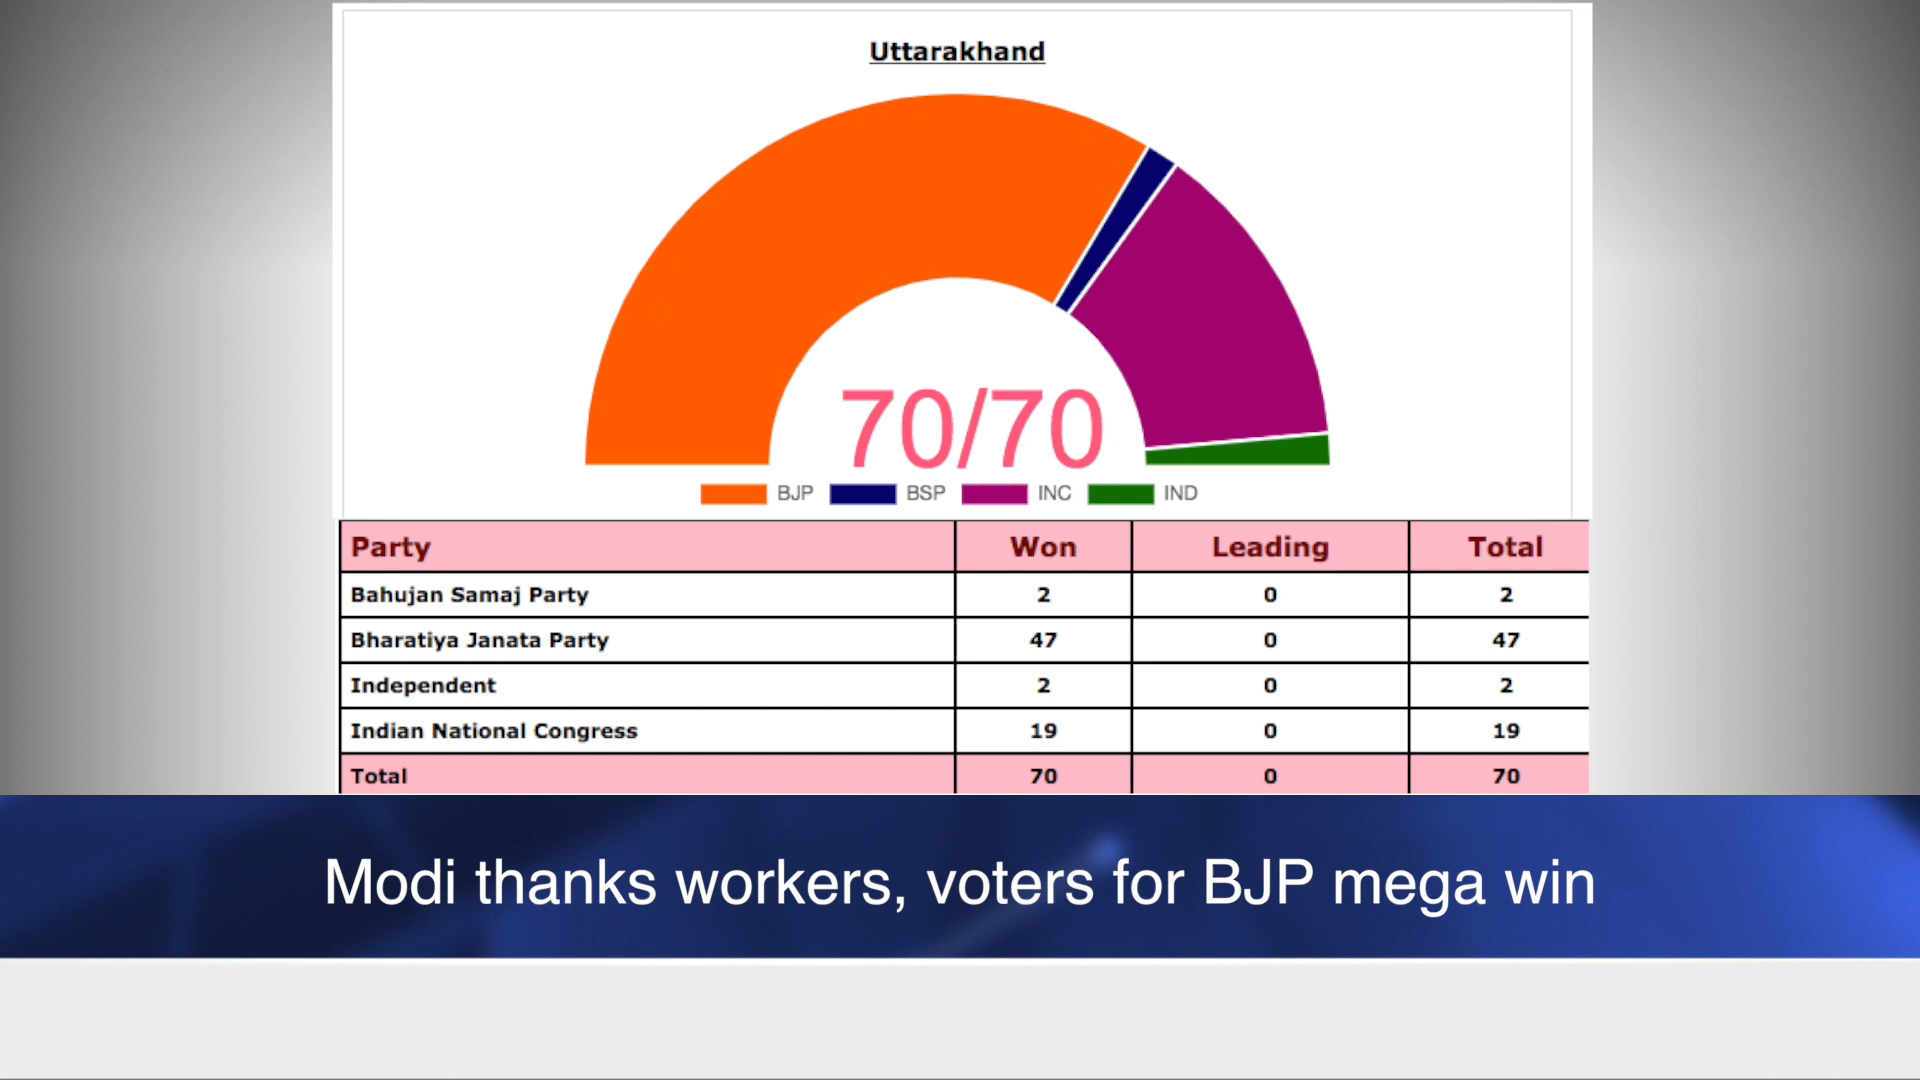 Uttarakhand
70/70
BJP BSP INC IND
Party Won Leading Total
Bahujan Samaj Party 2 0 2
Bharatiya Janata Party 47 0 47
Independent 2 0 2
Indian National Congress 19 0 19
Total 70 0 70
Modi thanks workers, voters for BJP mega win